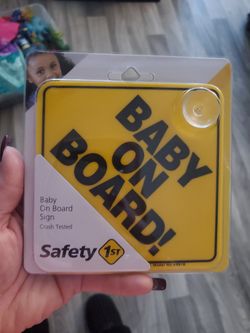 BABY
ON
BOARD!
Baby
On Board
Sign
Crash Tested
Safety 1ST